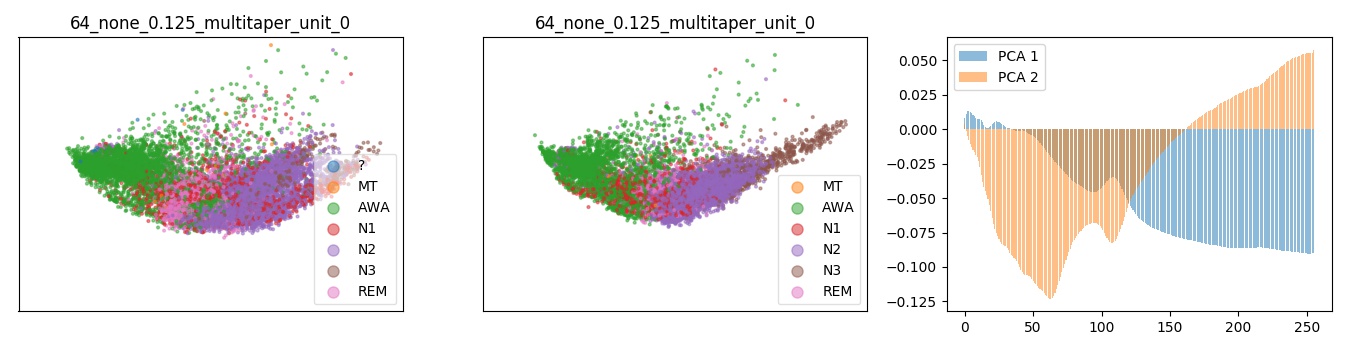 64_none_0.125_multitaper_unit_0
?
MT
AWA
N1
N2
N3
REM
64_none_0.125_multitaper_unit_0
MT
AWA
N1
N2
N3
REM
PCA 1
PCA 2
0.050
0.025
0.000
−0.025
−0.050
−0.075
−0.100
−0.125
0 50 100 150 200 250